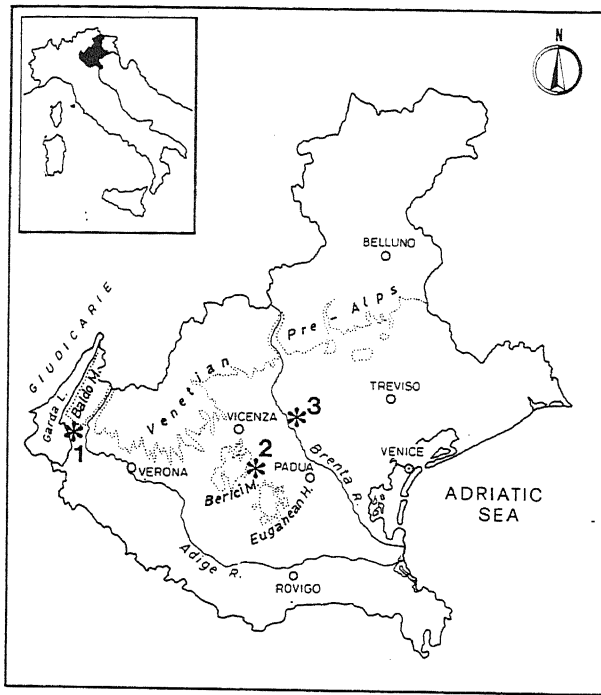 N
BELLUNO
GIUDICARIE
Pre-Alps
Venetian
Garda L.
Baldo M.
TREVISO
3
VICENZA
1
VERONA
2
PADUA
VENICE
Berici M.
Euganean H.
Brenta R.
ADRIATIC
SEA
Adige R.
ROVIGO